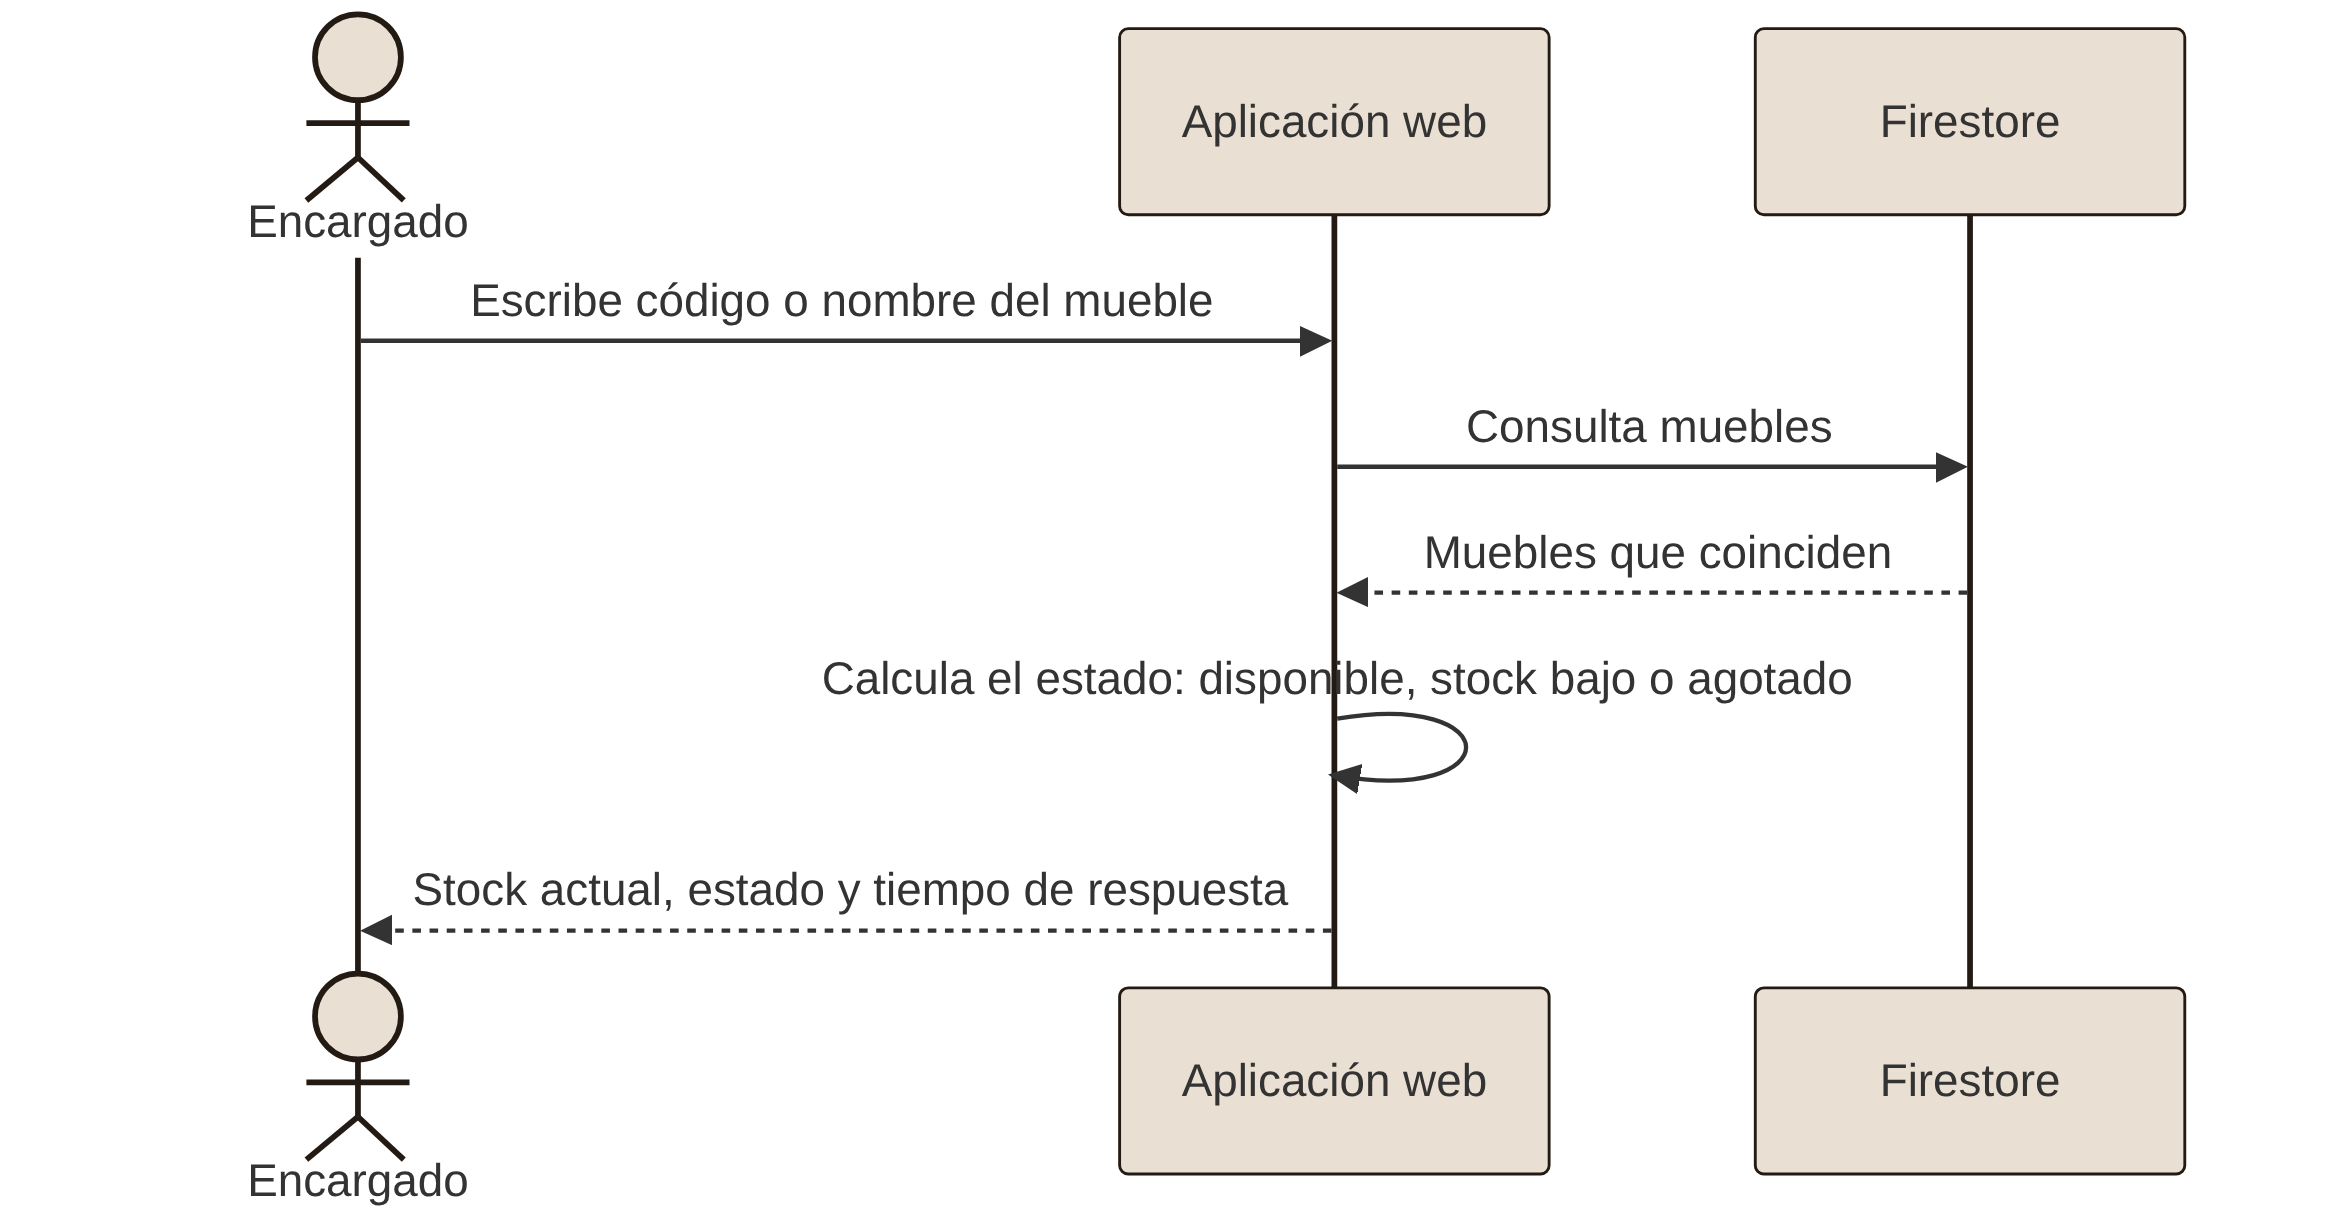 Aplicación web
Firestore
Encargado
Escribe código o nombre del mueble
Consulta muebles
Muebles que coinciden
Calcula el estado: disponible, stock bajo o agotado
Stock actual, estado y tiempo de respuesta
Aplicación web
Firestore
Encargado